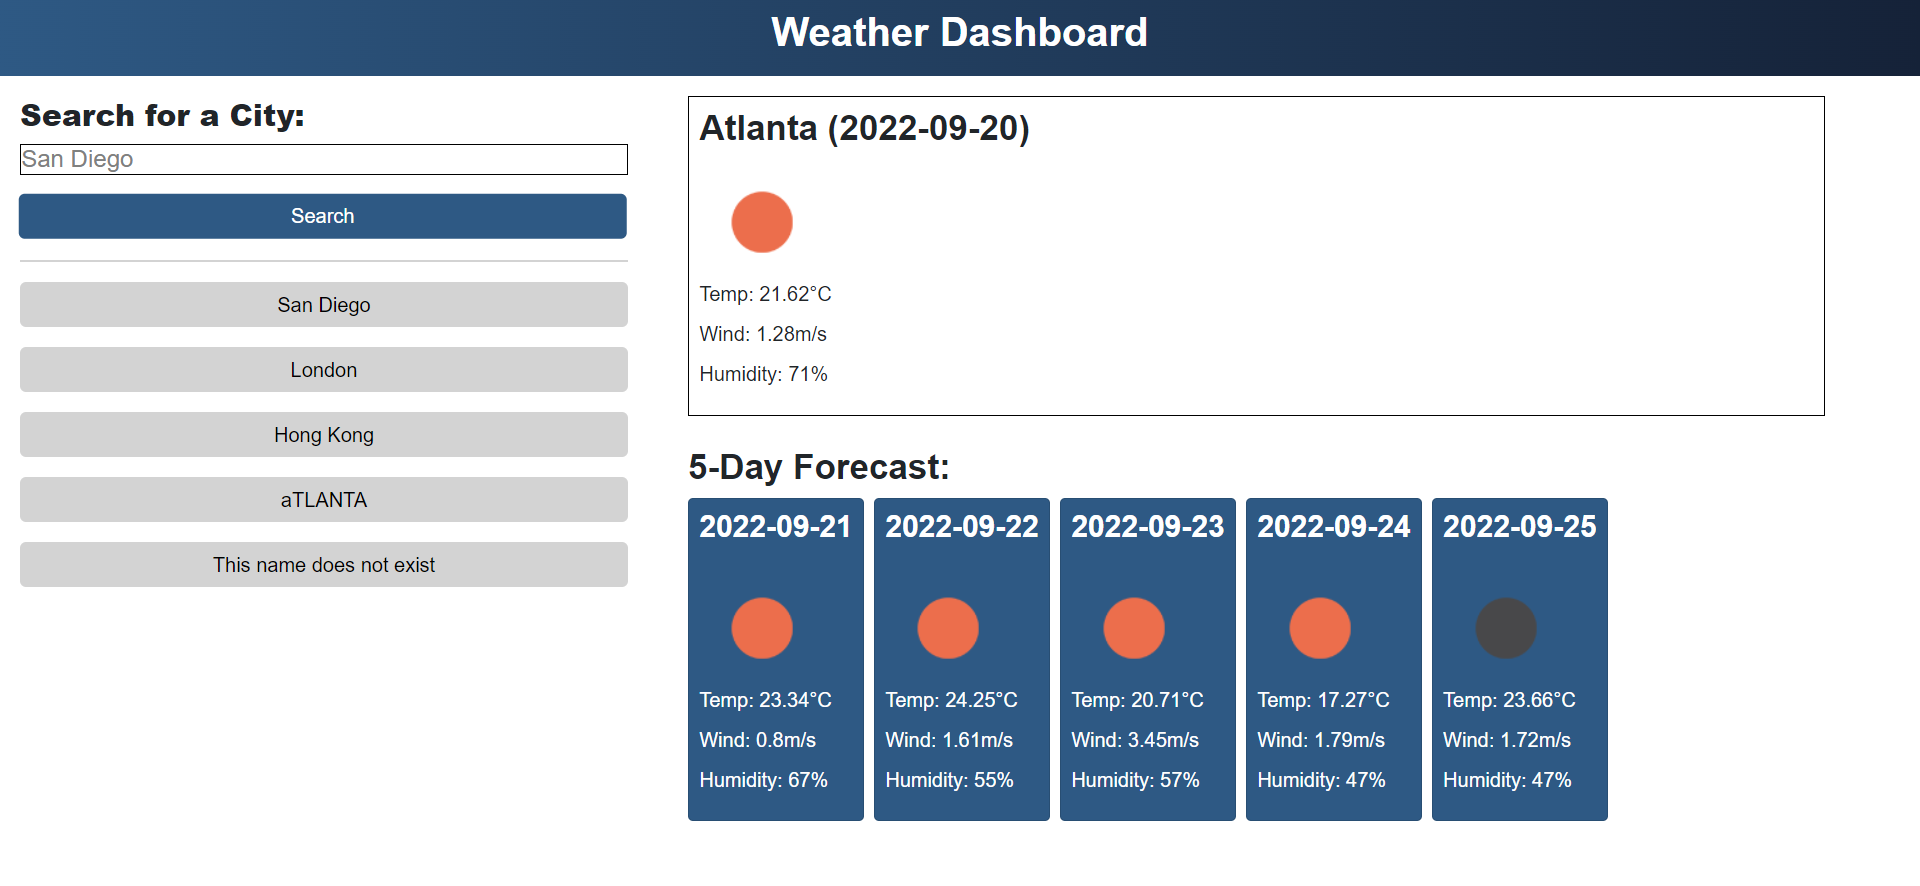 Weather Dashboard
Search for a City:
San Diego
Search
San Diego
London
Hong Kong
aTLANTA
This name does not exist
Atlanta (2022-09-20)
Temp: 21.62°C
Wind: 1.28m/s
Humidity: 71%
5-Day Forecast:
2022-09-21
Temp: 23.34°C
Wind: 0.8m/s
Humidity: 67%
2022-09-22
Temp: 24.25°C
Wind: 1.61m/s
Humidity: 55%
2022-09-23
Temp: 20.71°C
Wind: 3.45m/s
Humidity: 57%
2022-09-24
Temp: 17.27°C
Wind: 1.79m/s
Humidity: 47%
2022-09-25
Temp: 23.66°C
Wind: 1.72m/s
Humidity: 47%